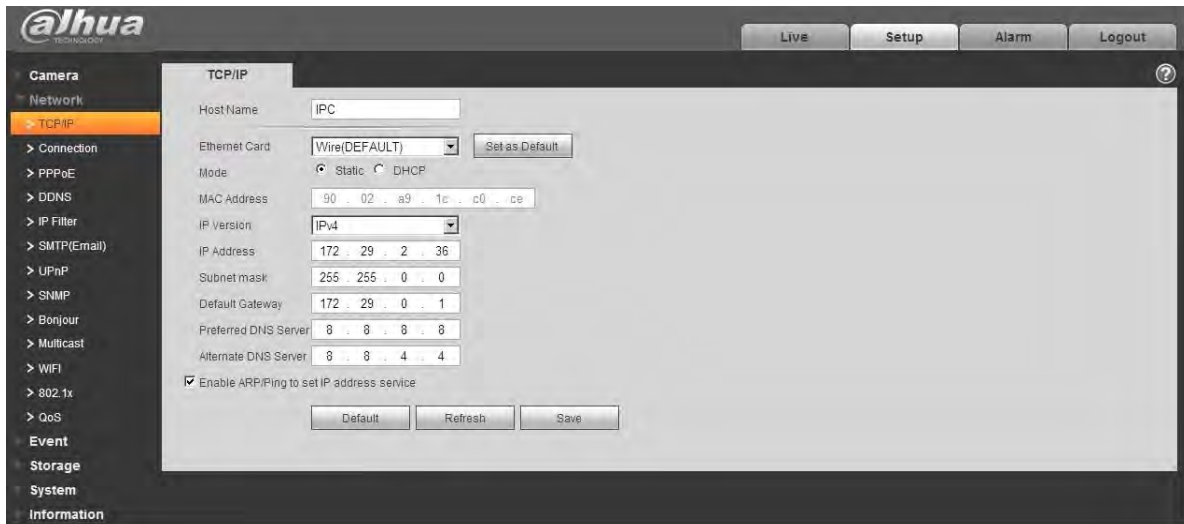 alhua
TECHNOLOGY
Live Setup Alarm Logout
Camera
Network
> TCP/IP
> Connection
> PPPoE
> DDNS
> IP Filter
> SMTP(Email)
> UPnP
> SNMP
> Bonjour
> Multicast
> WIFI
> 802.1x
> QoS
Event
Storage
System
Information
TCP/IP
?
Host Name IPC
Ethernet Card Wire(DEFAULT) Set as Default
Mode Static DHCP
MAC Address 90 . 02 . a9 . 1c . c0 . ce
IP Version IPv4
IP Address 172 . 29 . 2 . 36
Subnet mask 255 . 255 . 0 . 0
Default Gateway 172 . 29 . 0 . 1
Preferred DNS Server 8 . 8 . 8 . 8
Alternate DNS Server 8 . 8 . 4 . 4
Enable ARP/Ping to set IP address service
Default Refresh Save